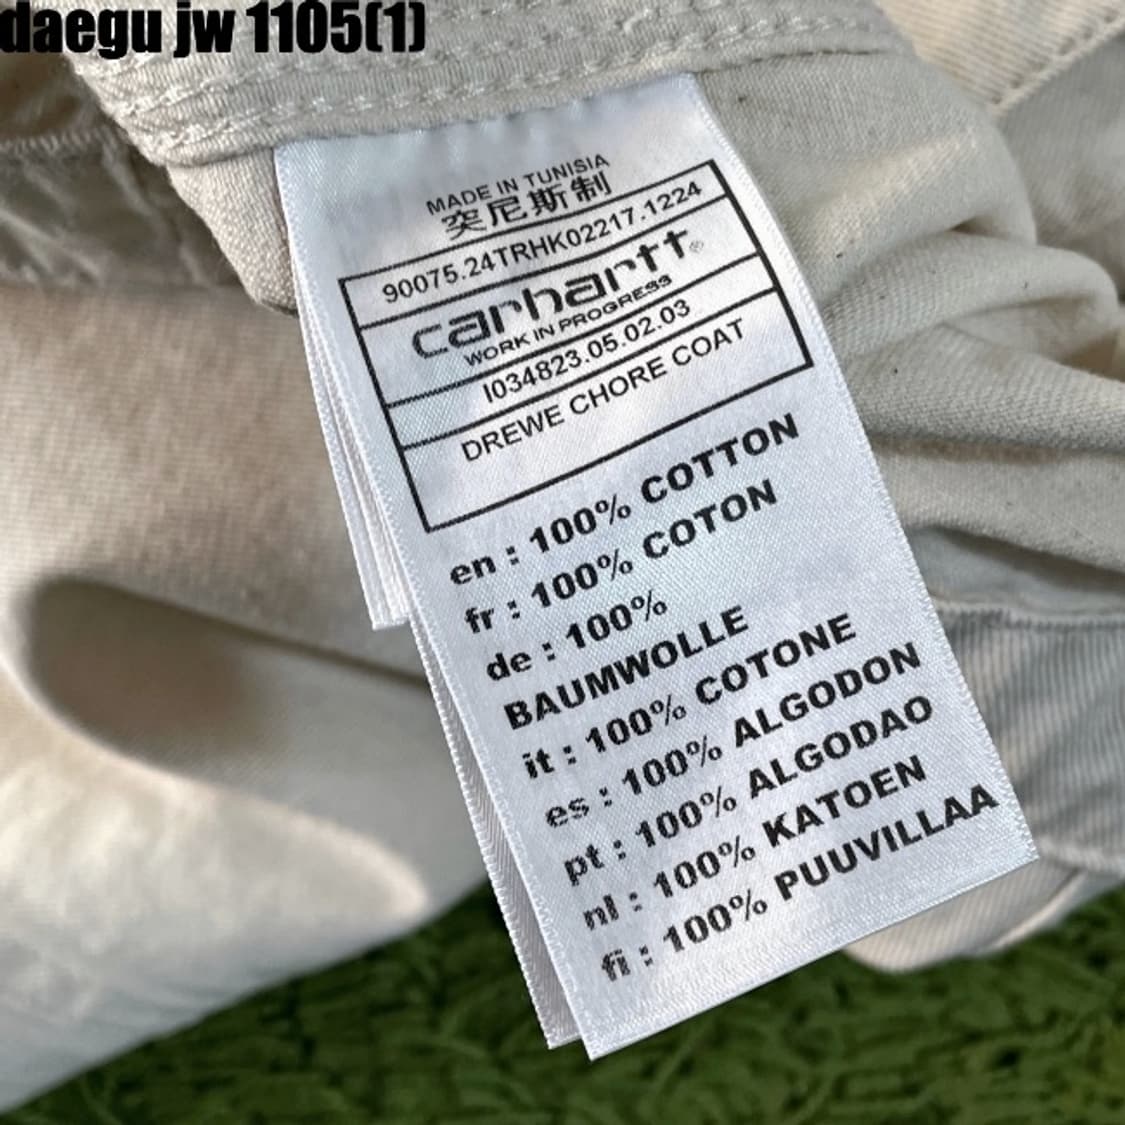 daegu jw 1105(1)
MADE IN TUNISIA
突尼斯制
90075.24TRHK02217.1224
carhartt®
WORK IN PROGRESS
I034823.05.02.03
DREWE CHORE COAT
en : 100% COTTON
fr : 100% COTON
de : 100%
BAUMWOLLE
it : 100% COTONE
es : 100% ALGODON
pt : 100% ALGODAO
nl : 100% KATOEN
fi : 100% PUUVILLAA